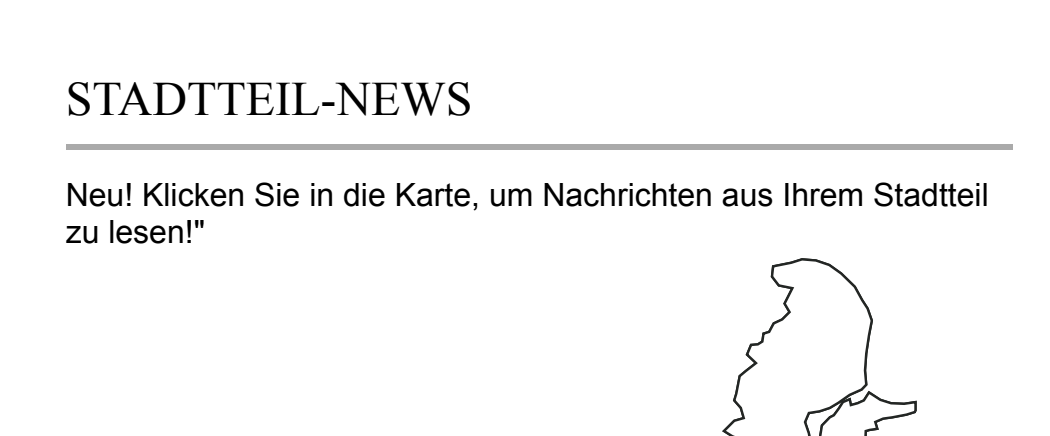 STADTTEIL-NEWS
Neu! Klicken Sie in die Karte, um Nachrichten aus Ihrem Stadtteil
zu lesen!"